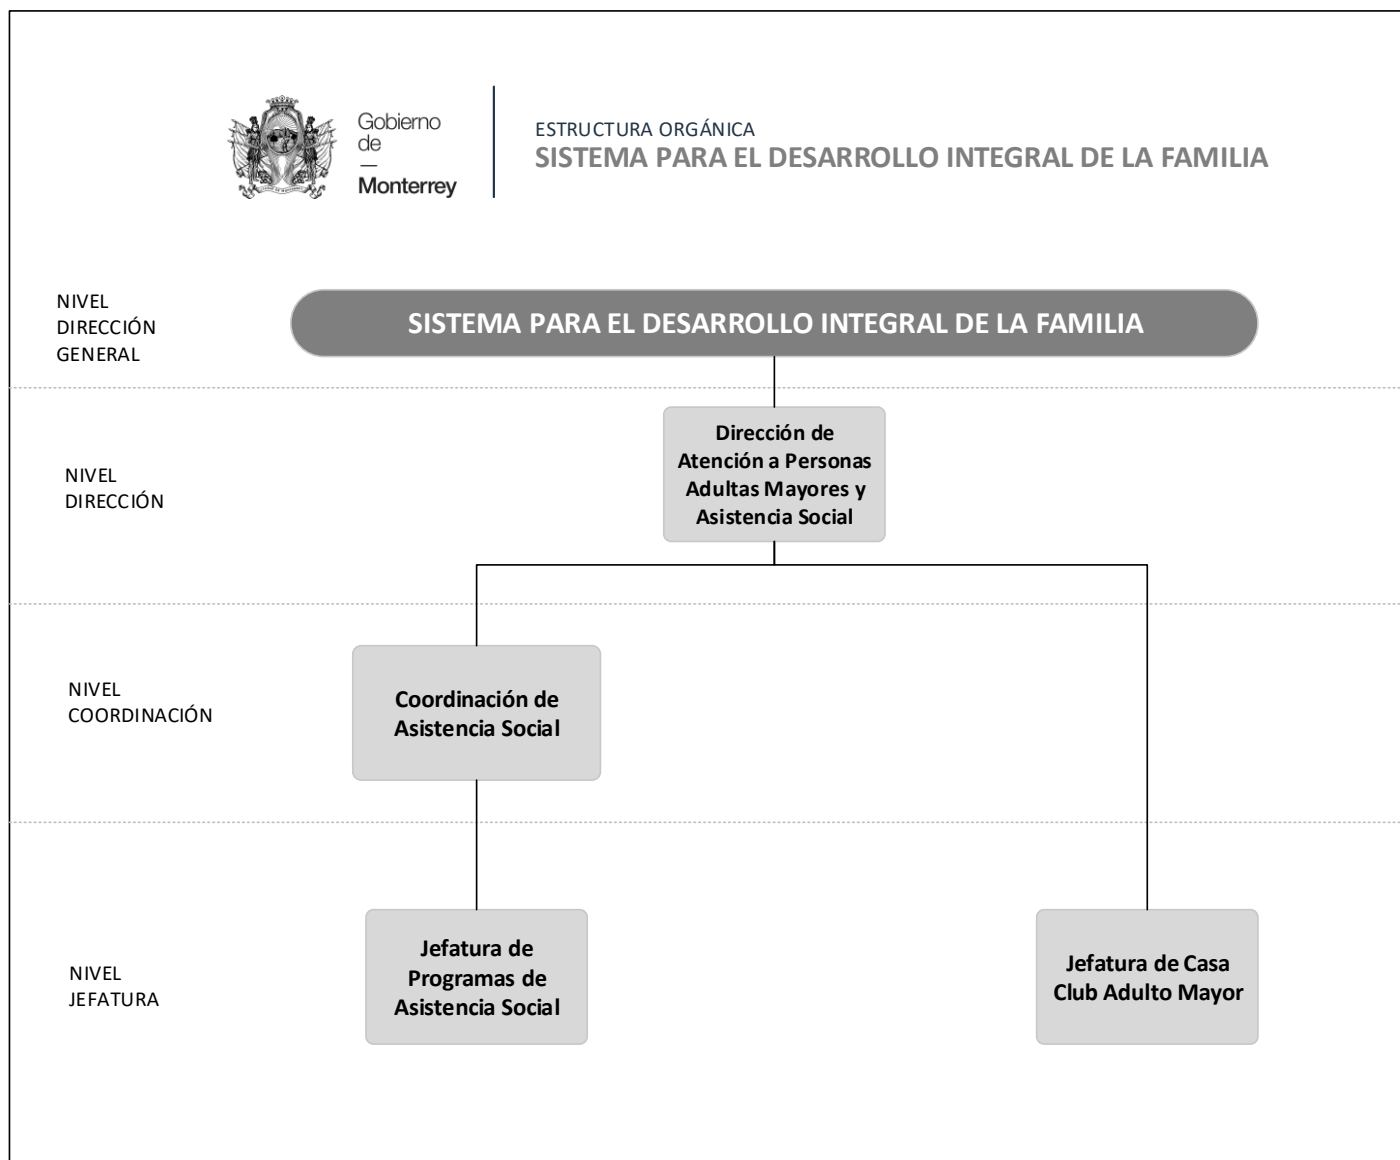 Gobierno
de
—
Monterrey
ESTRUCTURA ORGÁNICA
SISTEMA PARA EL DESARROLLO INTEGRAL DE LA FAMILIA
NIVEL
DIRECCIÓN
GENERAL
SISTEMA PARA EL DESARROLLO INTEGRAL DE LA FAMILIA
NIVEL
DIRECCIÓN
Dirección de
Atención a Personas
Adultas Mayores y
Asistencia Social
NIVEL
COORDINACIÓN
Coordinación de
Asistencia Social
NIVEL
JEFATURA
Jefatura de
Programas de
Asistencia Social
Jefatura de Casa
Club Adulto Mayor